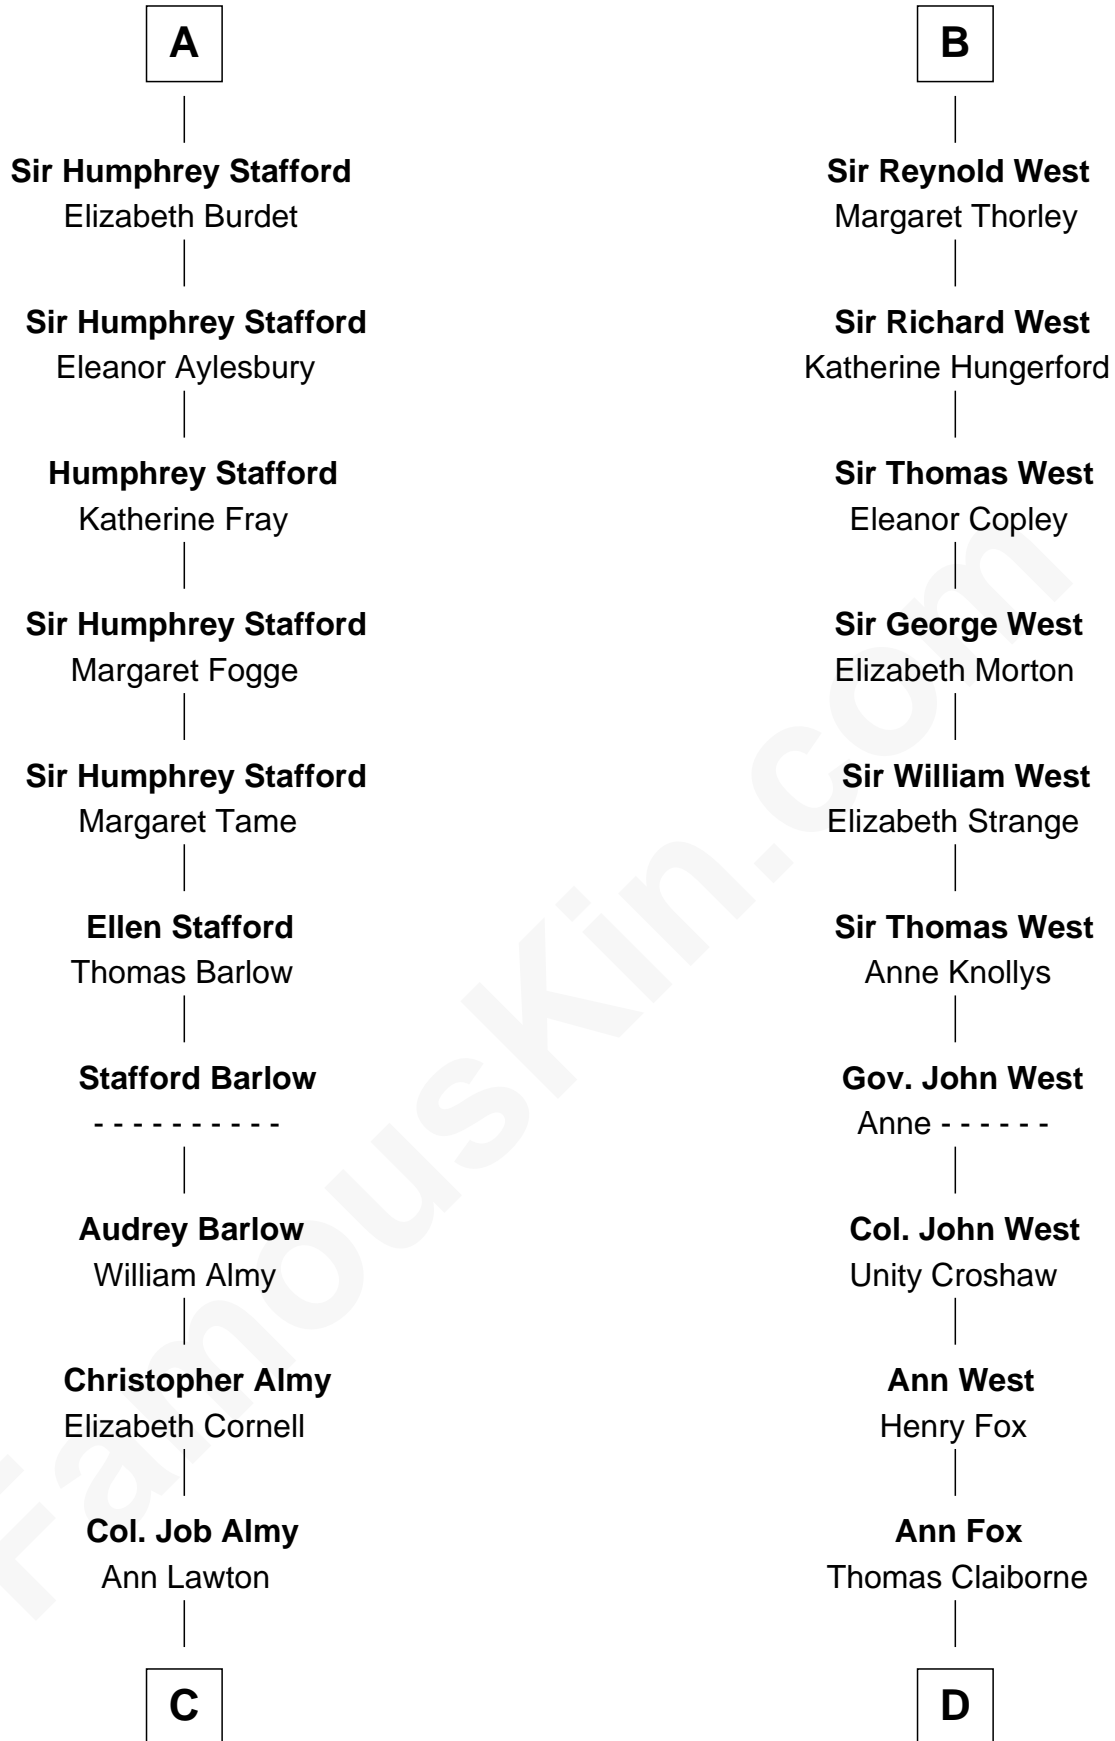 A
Sir Humphrey Stafford
Elizabeth Burdet
Sir Humphrey Stafford
Eleanor Aylesbury
Humphrey Stafford
Katherine Fray
Sir Humphrey Stafford
Margaret Fogge
Sir Humphrey Stafford
Margaret Tame
Ellen Stafford
Thomas Barlow
Stafford Barlow
- - - - - - - - - -
Audrey Barlow
William Almy
Christopher Almy
Elizabeth Cornell
Col. Job Almy
Ann Lawton
C
B
Sir Reynold West
Margaret Thorley
Sir Richard West
Katherine Hungerford
Sir Thomas West
Eleanor Copley
Sir George West
Elizabeth Morton
Sir William West
Elizabeth Strange
Sir Thomas West
Anne Knollys
Gov. John West
Anne - - - - - -
Col. John West
Unity Croshaw
Ann West
Henry Fox
Ann Fox
Thomas Claiborne
D
FamousKin.com